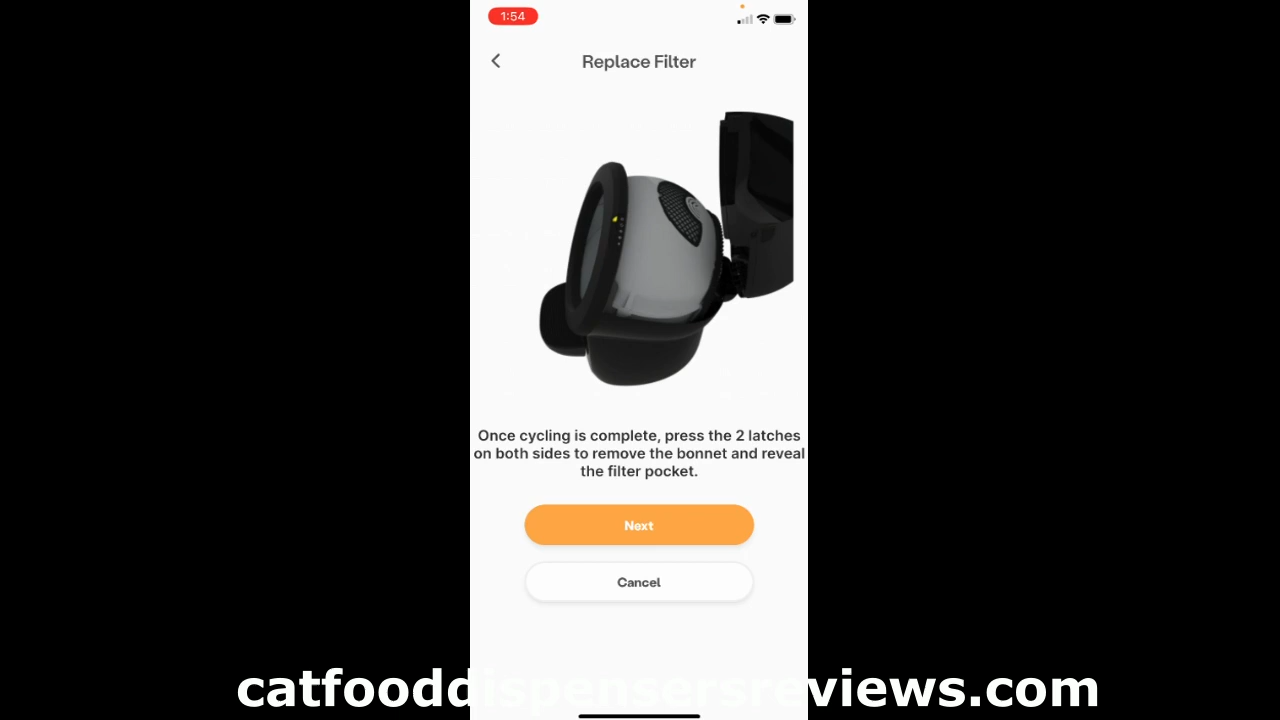 1:54
Replace Filter
Once cycling is complete, press the 2 latches
on both sides to remove the bonnet and reveal
the filter pocket.
Next
Cancel
catfooddispensersreviews.com